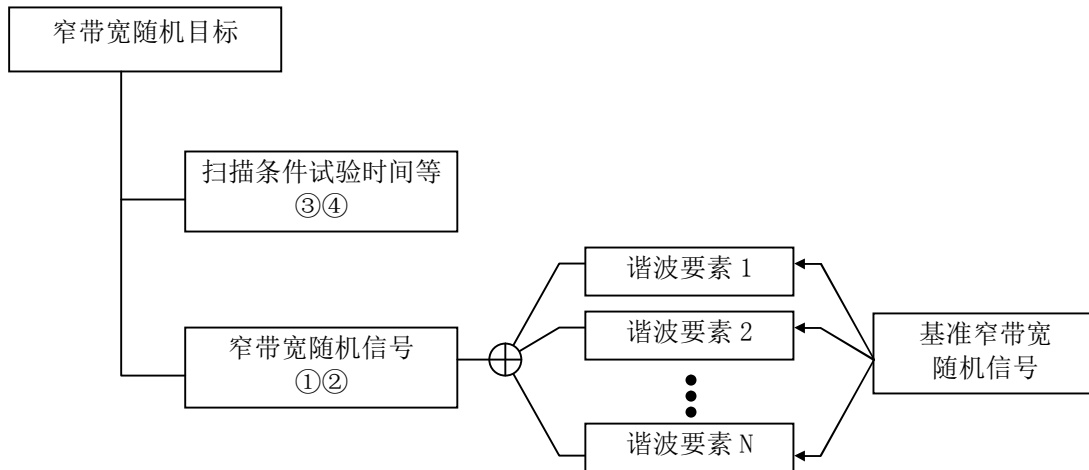 窄带宽随机目标
扫描条件试验时间等
③④
谐波要素 1
窄带宽随机信号
①②
谐波要素 2
基准窄带宽
随机信号
谐波要素 N